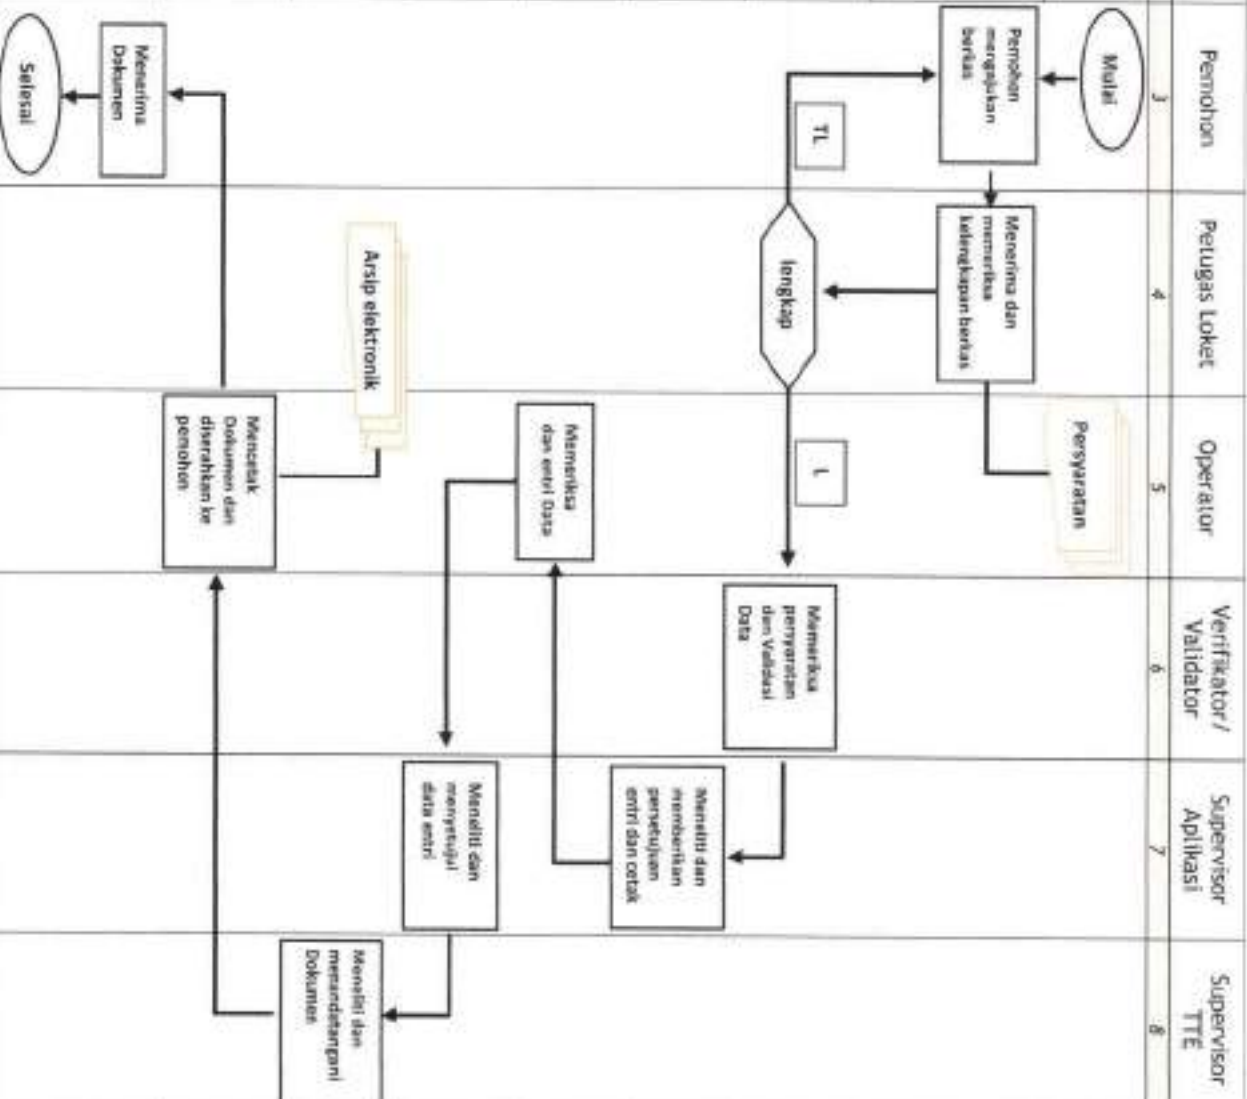 Pemohon
Petugas Loket
Operator
Verifikator /
Validator
Supervisor
Aplikasi
Supervisor
TTE
3
4
5
6
7
8
Mulai
Pemohon
mengajukan
berkas
Menerima dan
memeriksa
kelengkapan berkas
Persyaratan
TL
lengkap
L
Memeriksa
persyaratan
dan Validasi
Data
Meneliti dan
memberikan
persetujuan
entri dan cetak
Memeriksa
dan entri Data
Meneliti dan
menyetujui
data entri
Meneliti dan
menandatangani
Dokumen
Arsip elektronik
Mencetak
Dokumen dan
diserahkan ke
pemohon
Menerima
Dokumen
Selesai